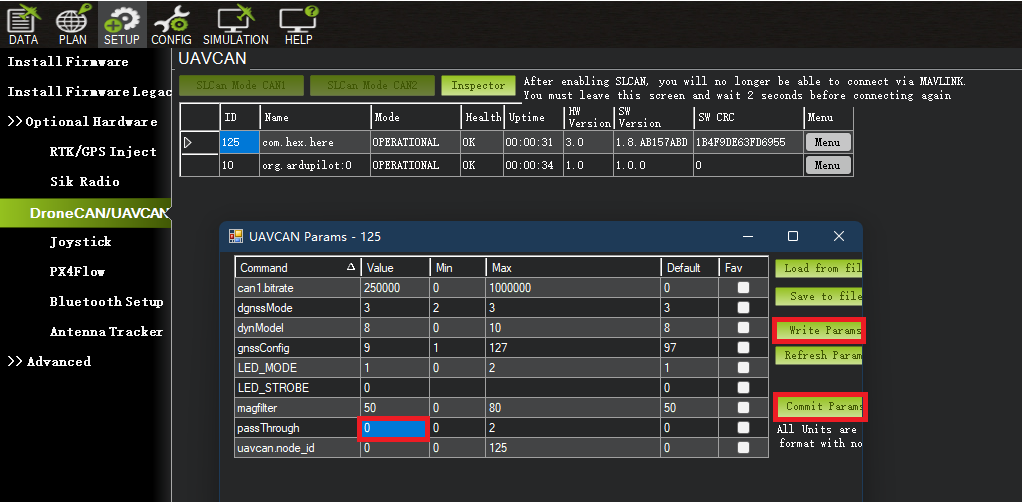 DATA PLAN SETUP CONFIG SIMULATION HELP
Install Firmware
Install Firmware Legac
>> Optional Hardware
RTK/GPS Inject
Sik Radio
DroneCAN/UAVCAN
Joystick
PX4Flow
Bluetooth Setup
Antenna Tracker
>> Advanced
UAVCAN
SLCan Mode CAN1 SLCan Mode CAN2 Inspector
After enabling SLCAN, you will no longer be able to connect via MAVLINK.
You must leave this screen and wait 2 seconds before connecting again
ID Name Mode Health Uptime HW Version SW Version SW CRC Menu
125 com.hex.here OPERATIONAL OK 00:00:31 3.0 1.8.AB157ABD 1B4F9DE63FD6955 Menu
10 org.ardupilot:0 OPERATIONAL OK 00:00:34 1.0 1.0.0 0 Menu
UAVCAN Params - 125
Command Value Min Max Default Fav
can1.bitrate 250000 0 1000000 0
dgnssMode 3 2 3 3
dynModel 8 0 10 8
gnssConfig 9 1 127 97
LED_MODE 1 0 2 1
LED_STROBE 0 0
magfilter 50 0 80 50
passThrough 0 0 2 0
uavcan.node_id 0 0 125 0
Load from fil
Save to file
Write Params
Refresh Param
Commit Params
All Units are
format with no